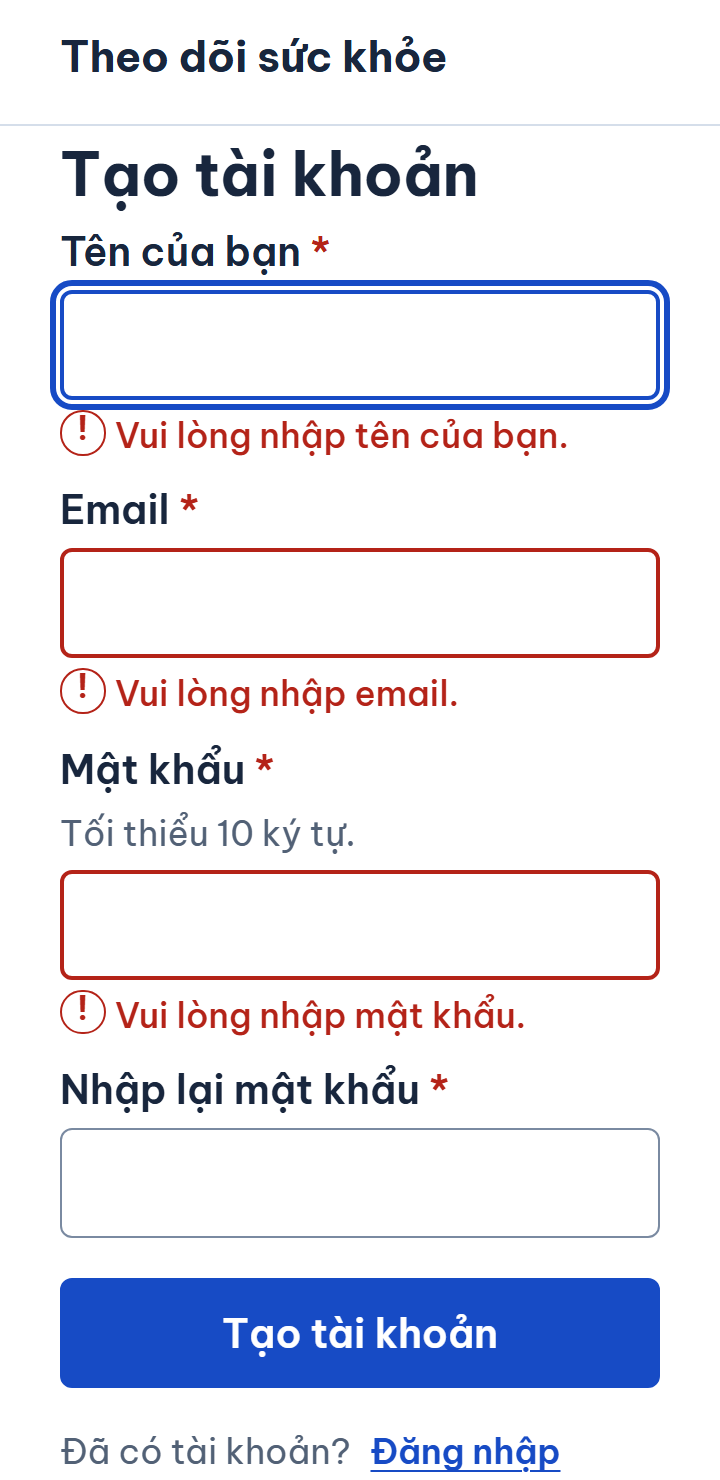 Theo dõi sức khỏe
Tạo tài khoản
Tên của bạn *
! Vui lòng nhập tên của bạn.
Email *
! Vui lòng nhập email.
Mật khẩu *
Tối thiểu 10 ký tự.
! Vui lòng nhập mật khẩu.
Nhập lại mật khẩu *
Tạo tài khoản
Đã có tài khoản? Đăng nhập